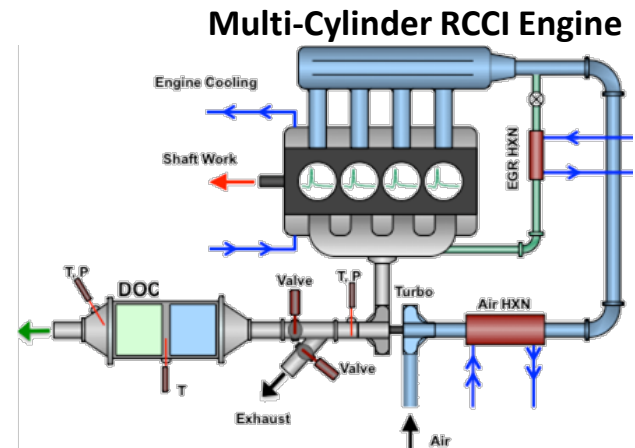 Multi-Cylinder RCCI Engine
Engine Cooling
Shaft Work
EGR HXN
T, P
DOC
Valve
T, P
Turbo
Air HXN
T
Valve
Exhaust
Air